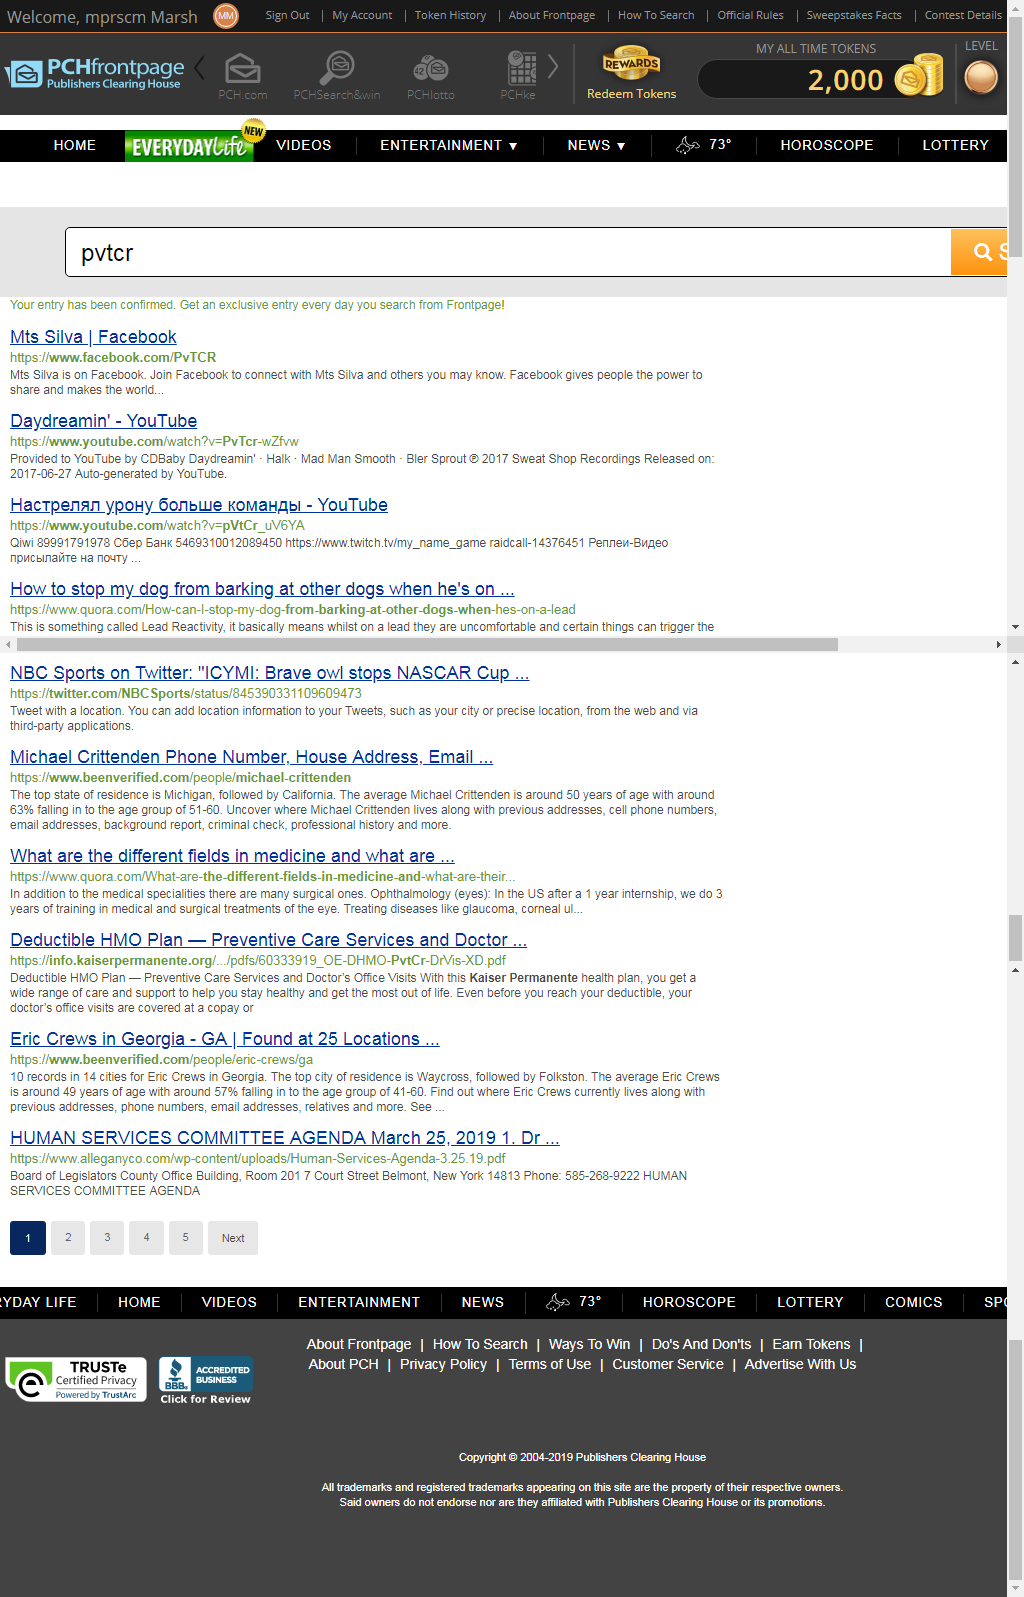 Welcome, mprscm Marsh MM Sign Out | My Account | Token History | About Frontpage | How To Search | Official Rules | Sweepstakes Facts | Contest Details
PCHfrontpage
Publishers Clearing House
PCH.com PCHSearch&win PCHlotto PCHke
REWARDS
Redeem Tokens
MY ALL TIME TOKENS
2,000
LEVEL
HOME EVERYDAY Life NEW VIDEOS ENTERTAINMENT ▼ NEWS ▼ 73° HOROSCOPE LOTTERY
pvtcr
Your entry has been confirmed. Get an exclusive entry every day you search from Frontpage!
Mts Silva | Facebook
https://www.facebook.com/PvTCR
Mts Silva is on Facebook. Join Facebook to connect with Mts Silva and others you may know. Facebook gives people the power to
share and makes the world...
Daydreamin' - YouTube
https://www.youtube.com/watch?v=PvTcr-wZfvw
Provided to YouTube by CDBaby Daydreamin' · Halk · Mad Man Smooth · Bler Sprout ℗ 2017 Sweat Shop Recordings Released on:
2017-06-27 Auto-generated by YouTube.
Настрелял урону больше команды - YouTube
https://www.youtube.com/watch?v=pVtCr_uV6YA
Qiwi 89991791978 Сбер Банк 5469310012089450 https://www.twitch.tv/my_name_game raidcall-14376451 Реплеи-Видео
присылайте на почту ...
How to stop my dog from barking at other dogs when he's on ...
https://www.quora.com/How-can-I-stop-my-dog-from-barking-at-other-dogs-when-hes-on-a-lead
This is something called Lead Reactivity, it basically means whilst on a lead they are uncomfortable and certain things can trigger the
NBC Sports on Twitter: "ICYMI: Brave owl stops NASCAR Cup ...
https://twitter.com/NBCSports/status/845390331109609473
Tweet with a location. You can add location information to your Tweets, such as your city or precise location, from the web and via
third-party applications.
Michael Crittenden Phone Number, House Address, Email ...
https://www.beenverified.com/people/michael-crittenden
The top state of residence is Michigan, followed by California. The average Michael Crittenden is around 50 years of age with around
63% falling in to the age group of 51-60. Uncover where Michael Crittenden lives along with previous addresses, cell phone numbers,
email addresses, background report, criminal check, professional history and more.
What are the different fields in medicine and what are ...
https://www.quora.com/What-are-the-different-fields-in-medicine-and-what-are-their...
In addition to the medical specialities there are many surgical ones. Ophthalmology (eyes): In the US after a 1 year internship, we do 3
years of training in medical and surgical treatments of the eye. Treating diseases like glaucoma, corneal ul...
Deductible HMO Plan — Preventive Care Services and Doctor ...
https://info.kaiserpermanente.org/.../pdfs/60333919_OE-DHMO-PvtCr-DrVis-XD.pdf
Deductible HMO Plan — Preventive Care Services and Doctor's Office Visits With this Kaiser Permanente health plan, you get a
wide range of care and support to help you stay healthy and get the most out of life. Even before you reach your deductible, your
doctor's office visits are covered at a copay or
Eric Crews in Georgia - GA | Found at 25 Locations ...
https://www.beenverified.com/people/eric-crews/ga
10 records in 14 cities for Eric Crews in Georgia. The top city of residence is Waycross, followed by Folkston. The average Eric Crews
is around 49 years of age with around 57% falling in to the age group of 41-60. Find out where Eric Crews currently lives along with
previous addresses, phone numbers, email addresses, relatives and more. See ...
HUMAN SERVICES COMMITTEE AGENDA March 25, 2019 1. Dr ...
https://www.alleganyco.com/wp-content/uploads/Human-Services-Agenda-3.25.19.pdf
Board of Legislators County Office Building, Room 201 7 Court Street Belmont, New York 14813 Phone: 585-268-9222 HUMAN
SERVICES COMMITTEE AGENDA
1 2 3 4 5 Next
RYDAY LIFE HOME VIDEOS ENTERTAINMENT NEWS 73° HOROSCOPE LOTTERY COMICS SPO
About Frontpage | How To Search | Ways To Win | Do's And Don'ts | Earn Tokens |
About PCH | Privacy Policy | Terms of Use | Customer Service | Advertise With Us
TRUSTe
Certified Privacy
Powered by TrustArc
BBB
ACCREDITED
BUSINESS
Click for Review
Copyright © 2004-2019 Publishers Clearing House
All trademarks and registered trademarks appearing on this site are the property of their respective owners.
Said owners do not endorse nor are they affiliated with Publishers Clearing House or its promotions.